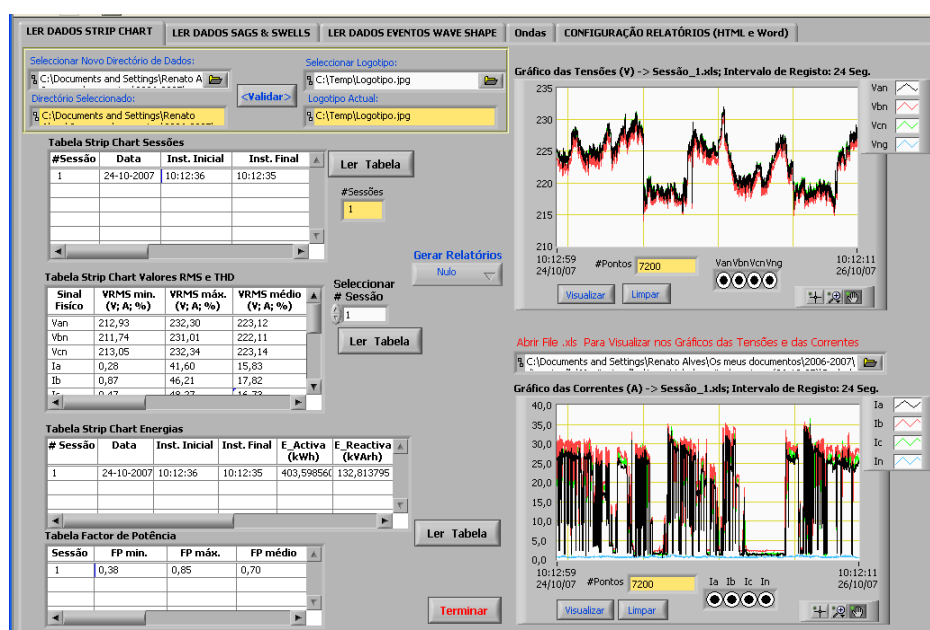 LER DADOS STRIP CHART
LER DADOS SAGS & SWELLS
LER DADOS EVENTOS WAVE SHAPE
Ondas
CONFIGURAÇÃO RELATÓRIOS (HTML e Word)
Seleccionar Novo Directório de Dados:
C:\Documents and Settings\Renato A
Directório Seleccionado:
C:\Documents and Settings\Renato
<Validar>
Seleccionar Logotipo:
C:\Temp\Logotipo.jpg
Logotipo Actual:
C:\Temp\Logotipo.jpg
Tabela Strip Chart Sessões
#Sessão Data Inst. Inicial Inst. Final
1 24-10-2007 10:12:36 10:12:35
Ler Tabela
#Sessões
1
Gerar Relatórios
Nulo
Tabela Strip Chart Valores RMS e THD
Sinal Fisíco VRMS min. (V; A; %) VRMS máx. (V; A; %) VRMS médio (V; A; %)
Van 212,93 232,30 223,12
Vbn 211,74 231,01 222,11
Vcn 213,05 232,34 223,14
Ia 0,28 41,60 15,83
Ib 0,87 46,21 17,82
Ic 0,47 48,27 16,73
Seleccionar
# Sessão
1
Ler Tabela
Tabela Strip Chart Energias
# Sessão Data Inst. Inicial Inst. Final E_Activa (kWh) E_Reactiva (kVArh)
1 24-10-2007 10:12:36 10:12:35 403,598560 132,813795
Tabela Factor de Potência
Sessão FP min. FP máx. FP médio
1 0,38 0,85 0,70
Ler Tabela
Terminar
Gráfico das Tensões (V) -> Sessão_1.xls; Intervalo de Registo: 24 Seg.
235
230
225
220
215
210
Van
Vbn
Vcn
Vng
10:12:59
24/10/07
10:12:11
26/10/07
#Pontos 7200
Van Vbn Vcn Vng
Visualizar
Limpar
Abrir File .xls Para Visualizar nos Gráficos das Tensões e das Correntes
C:\Documents and Settings\Renato Alves\Os meus documentos\2006-2007\
Gráfico das Correntes (A) -> Sessão_1.xls; Intervalo de Registo: 24 Seg.
40,0
35,0
30,0
25,0
20,0
15,0
10,0
5,0
0,0
Ia
Ib
Ic
In
10:12:59
24/10/07
10:12:11
26/10/07
#Pontos 7200
Ia Ib Ic In
Visualizar
Limpar